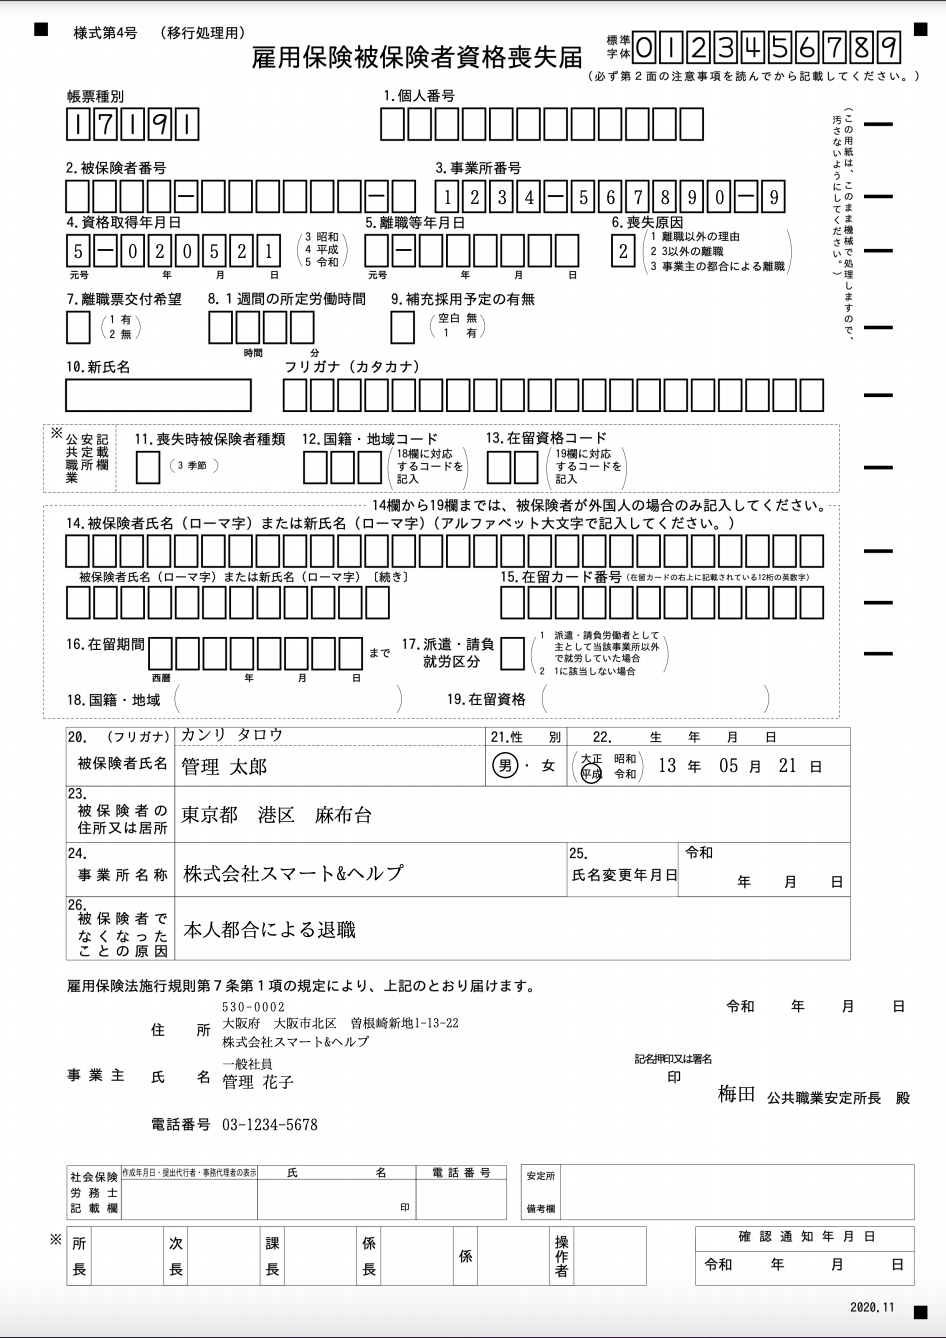 様式第4号 （移行処理用）
雇用保険被保険者資格喪失届
標準字体 0123456789
（必ず第２面の注意事項を読んでから記載してください。）
帳票種別
17191
1.個人番号
（この用紙は、このまま機械で処理しますので、汚さないようにしてください。）
2.被保険者番号
3.事業所番号
1234-567890-9
4.資格取得年月日
5-020521
元号 年 月 日
3 昭和
4 平成
5 令和
5.離職等年月日
元号 年 月 日
6.喪失原因
2
1 離職以外の理由
2 3以外の離職
3 事業主の都合による離職
7.離職票交付希望
1 有
2 無
8.１週間の所定労働時間
時間 分
9.補充採用予定の有無
空白 無
1 有
10.新氏名
フリガナ（カタカナ）
※ 公共職業安定所記載欄
11.喪失時被保険者種類
（3 季節 ）
12.国籍・地域コード
18欄に対応するコードを記入
13.在留資格コード
19欄に対応するコードを記入
14欄から19欄までは、被保険者が外国人の場合のみ記入してください。
14.被保険者氏名（ローマ字）または新氏名（ローマ字）（アルファベット大文字で記入してください。）
被保険者氏名（ローマ字）または新氏名（ローマ字）〔続き〕
15.在留カード番号（在留カードの右上に記載されている12桁の英数字）
16.在留期間
まで
西暦 年 月 日
17.派遣・請負就労区分
1 派遣・請負労働者として主として当該事業所以外で就労していた場合
2 1に該当しない場合
18.国籍・地域（ ）
19.在留資格（ ）
20. （フリガナ） カンリ タロウ
被保険者氏名 管理 太郎
21.性 別
男・女
22. 生 年 月 日
大正 昭和
平成 令和
13 年 05 月 21 日
23.
被保険者の住所又は居所 東京都 港区 麻布台
24.
事業所名称 株式会社スマート&ヘルプ
25.
氏名変更年月日
令和
年 月 日
26.
被保険者でなくなったことの原因 本人都合による退職
雇用保険法施行規則第７条第１項の規定により、上記のとおり届けます。
令和 年 月 日
530-0002
住 所 大阪府 大阪市北区 曽根崎新地1-13-22
株式会社スマート&ヘルプ
一般社員
事業主 氏 名 管理 花子
記名押印又は署名
印
梅田 公共職業安定所長 殿
電話番号 03-1234-5678
社会保険労務士記載欄
作成年月日・提出代行者・事務代理者の表示
氏 名
電話番号
印
安定所
備考欄
※ 所長 次長 課長 係長 係 操作者
確認通知年月日
令和 年 月 日
2020.11